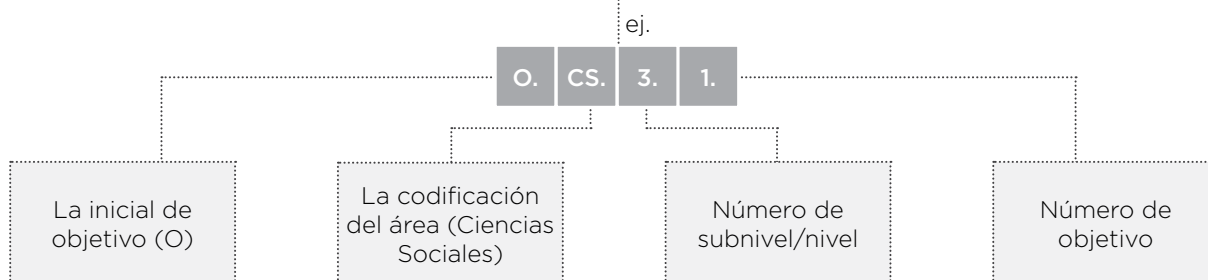 ej.
O. CS. 3. 1.
La inicial de
objetivo (O)
La codificación
del área (Ciencias
Sociales)
Número de
subnivel/nivel
Número de
objetivo